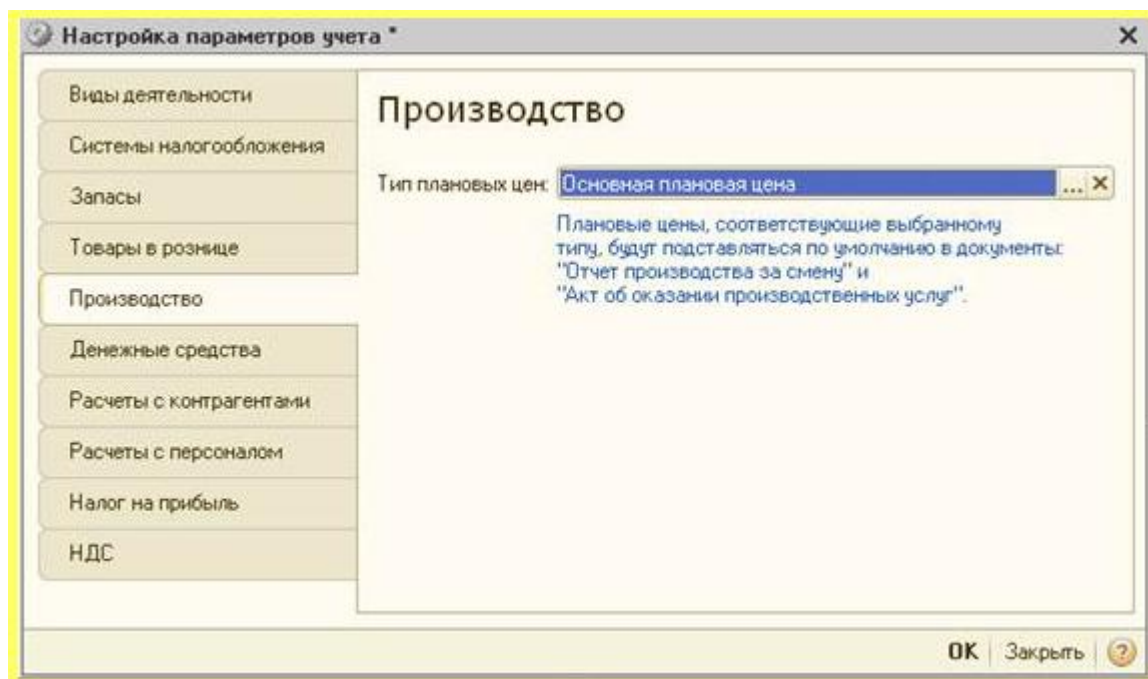 Настройка параметров учета *
Виды деятельности
Системы налогообложения
Запасы
Товары в рознице
Производство
Денежные средства
Расчеты с контрагентами
Расчеты с персоналом
Налог на прибыль
НДС
Производство
Тип плановых цен: Основная плановая цена ...
Плановые цены, соответствующие выбранному
типу, будут подставляться по умолчанию в документы:
"Отчет производства за смену" и
"Акт об оказании производственных услуг".
OK Закрыть ?